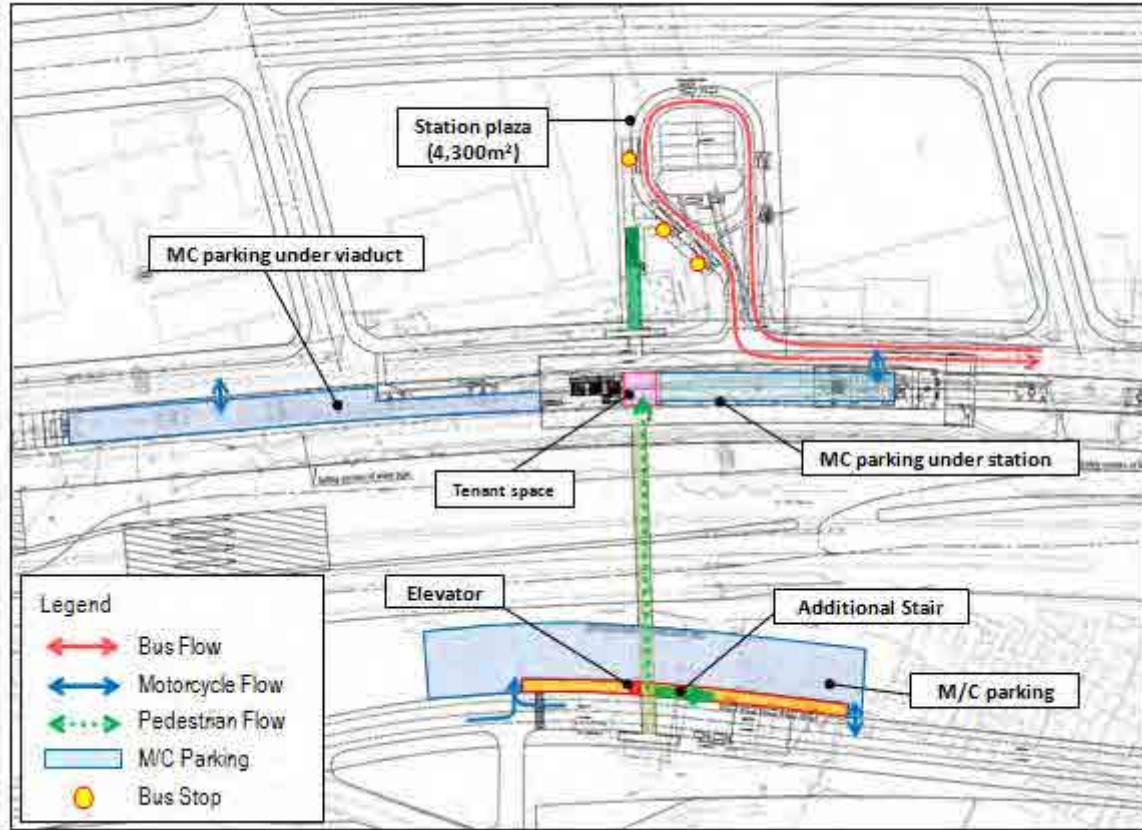 Station plaza
(4,300m²)
MC parking under viaduct
MC parking under station
Tenant space
Elevator
Additional Stair
M/C parking
Legend
Bus Flow
Motorcycle Flow
Pedestrian Flow
M/C Parking
Bus Stop